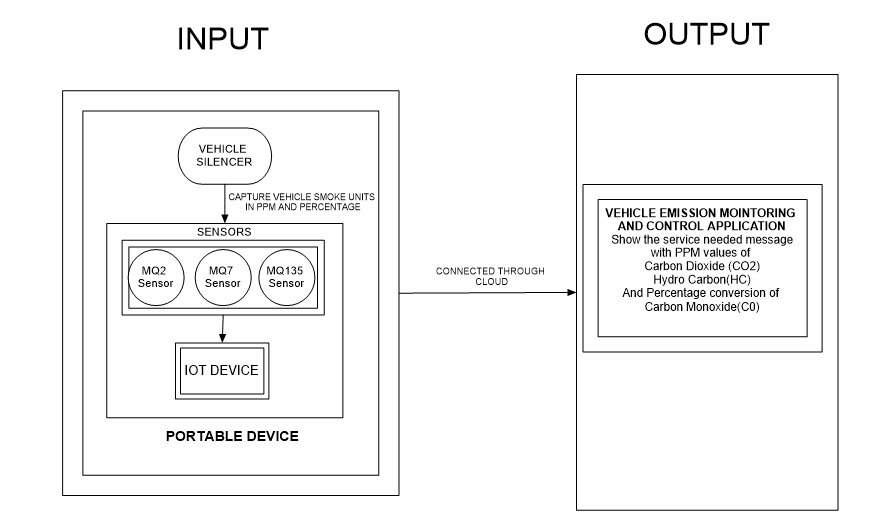 INPUT
OUTPUT
VEHICLE
SILENCER
CAPTURE VEHICLE SMOKE UNITS
IN PPM AND PERCENTAGE
SENSORS
MQ2
Sensor
MQ7
Sensor
MQ135
Sensor
IOT DEVICE
PORTABLE DEVICE
CONNECTED THROUGH
CLOUD
VEHICLE EMISSION MOINTORING
AND CONTROL APPLICATION
Show the service needed message
with PPM values of
Carbon Dioxide (CO2)
Hydro Carbon(HC)
And Percentage conversion of
Carbon Monoxide(C0)